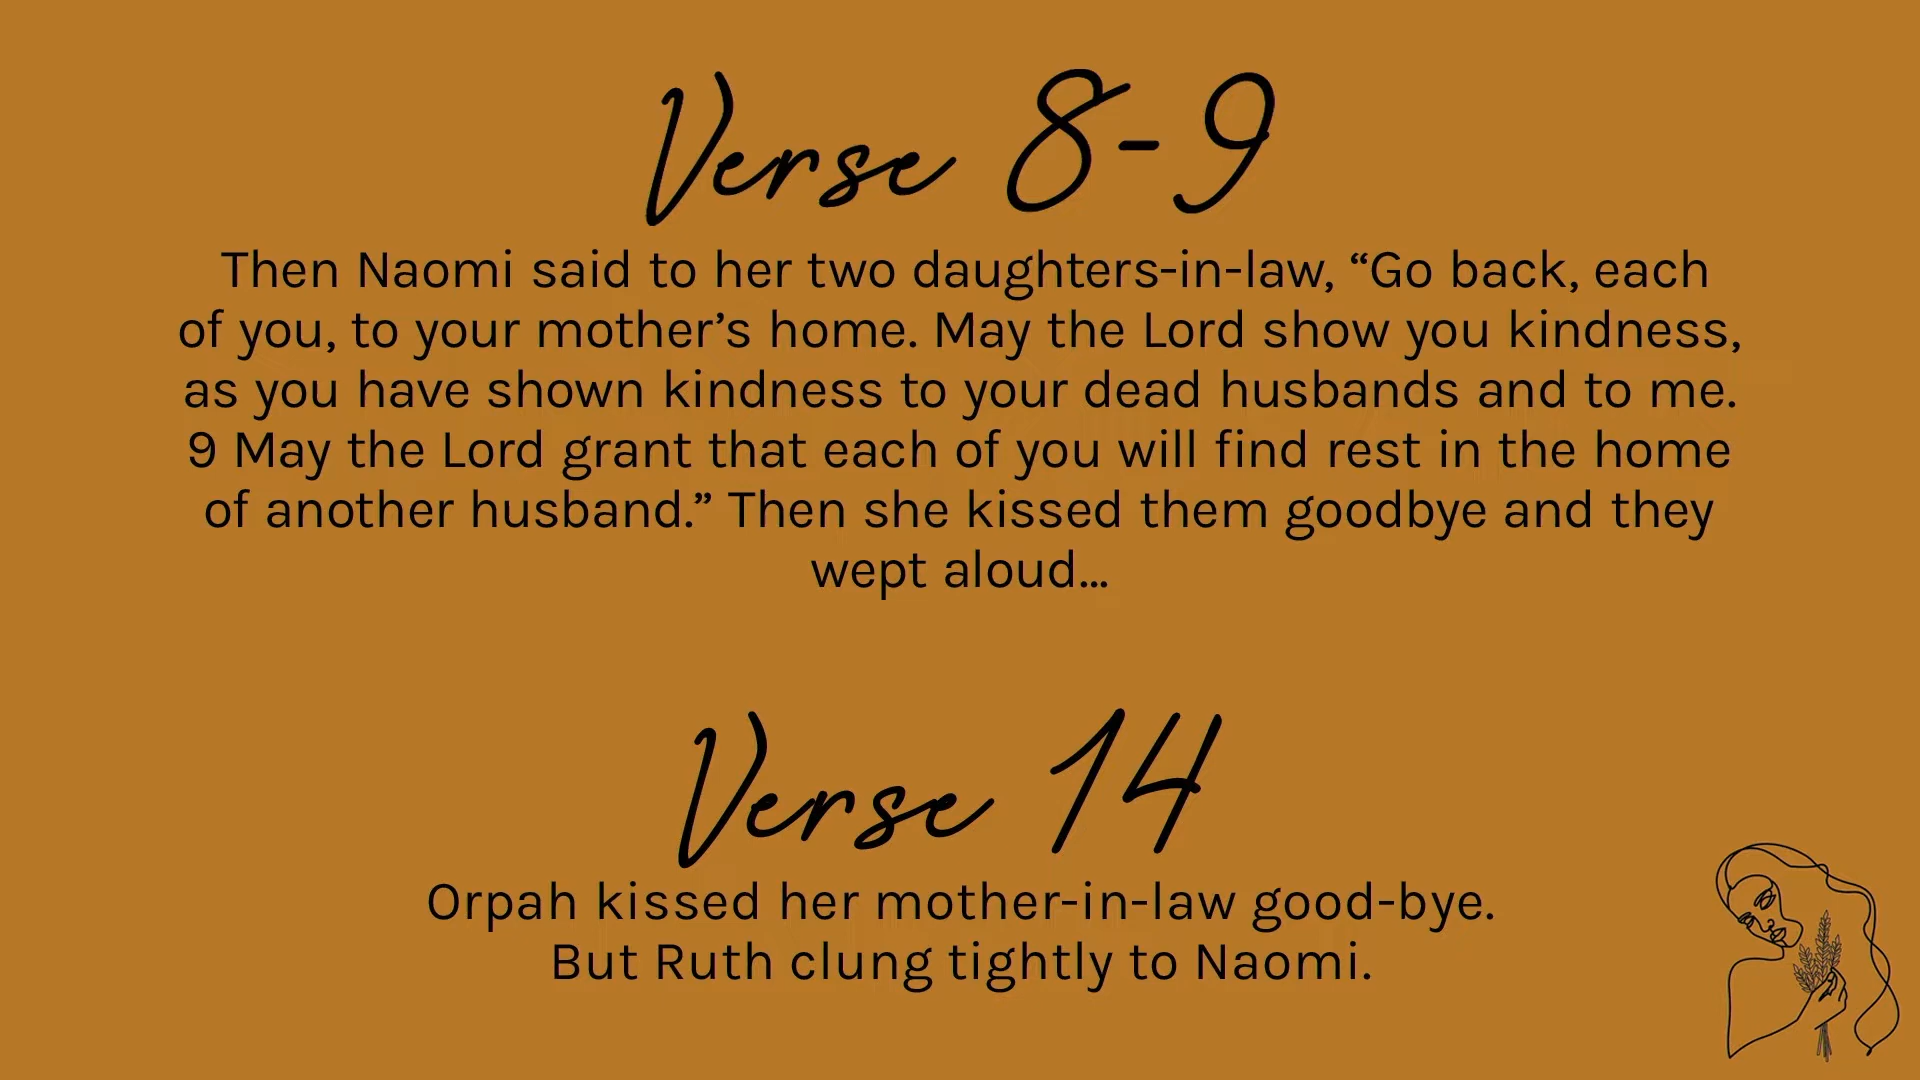 Verse 8-9
Then Naomi said to her two daughters-in-law, “Go back, each
of you, to your mother’s home. May the Lord show you kindness,
as you have shown kindness to your dead husbands and to me.
9 May the Lord grant that each of you will find rest in the home
of another husband.” Then she kissed them goodbye and they
wept aloud...
Verse 14
Orpah kissed her mother-in-law good-bye.
But Ruth clung tightly to Naomi.